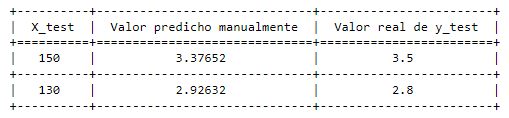 X_test | Valor predicho manualmente | Valor real de y_test
150 | 3.37652 | 3.5
130 | 2.92632 | 2.8